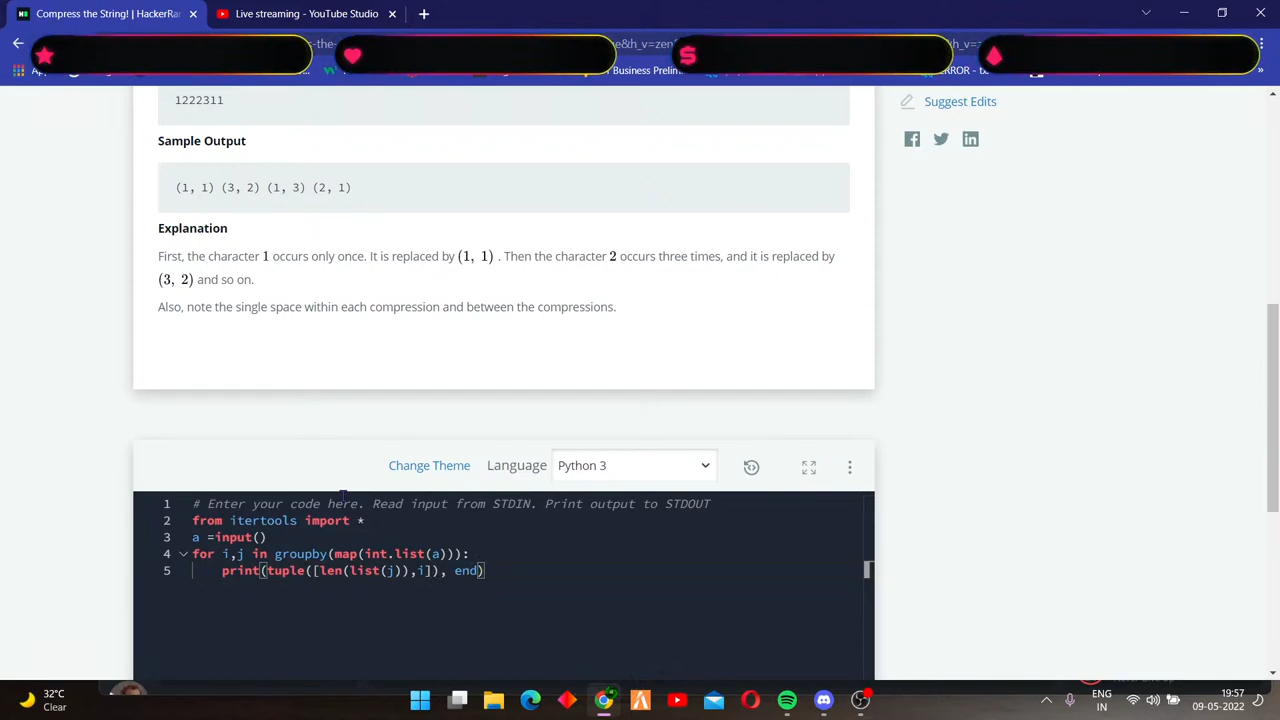 Compress the String! | HackerRan
Live streaming - YouTube Studio
1222311
Suggest Edits
Sample Output
(1, 1) (3, 2) (1, 3) (2, 1)
Explanation
First, the character 1 occurs only once. It is replaced by (1, 1) . Then the character 2 occurs three times, and it is replaced by
(3, 2) and so on.
Also, note the single space within each compression and between the compressions.
Change Theme Language Python 3
1 # Enter your code here. Read input from STDIN. Print output to STDOUT
2 from itertools import *
3 a =input()
4 for i,j in groupby(map(int.list(a))):
5 print(tuple([len(list(j)),i]), end)
32°C
Clear
ENG
IN
19:57
09-05-2022